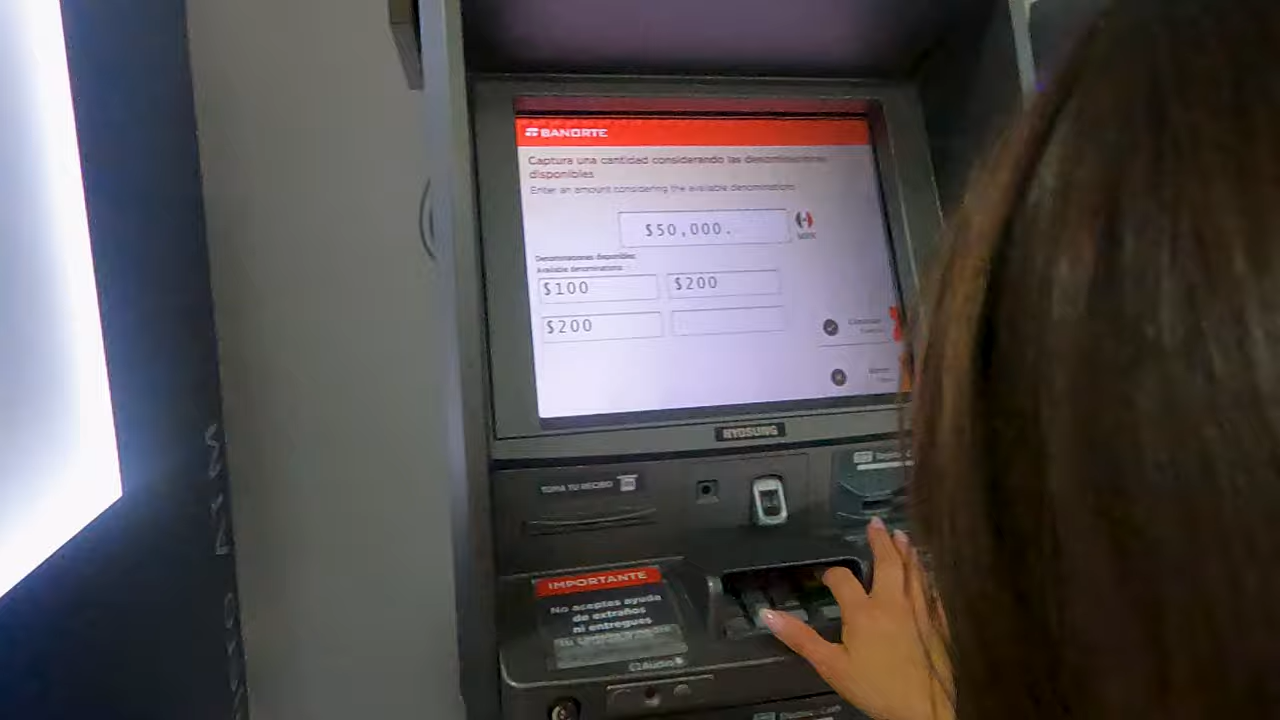 BANORTE
Captura una cantidad considerando las denominaciones
disponibles
Enter an amount considering the available denominations
$50,000.
MXN
Denominaciones disponibles
Available denominations
$100
$200
$200
HYOSUNG
TOMA TU RECIBO
IMPORTANTE
No aceptes ayuda
de extraños
ni entregues
Audio